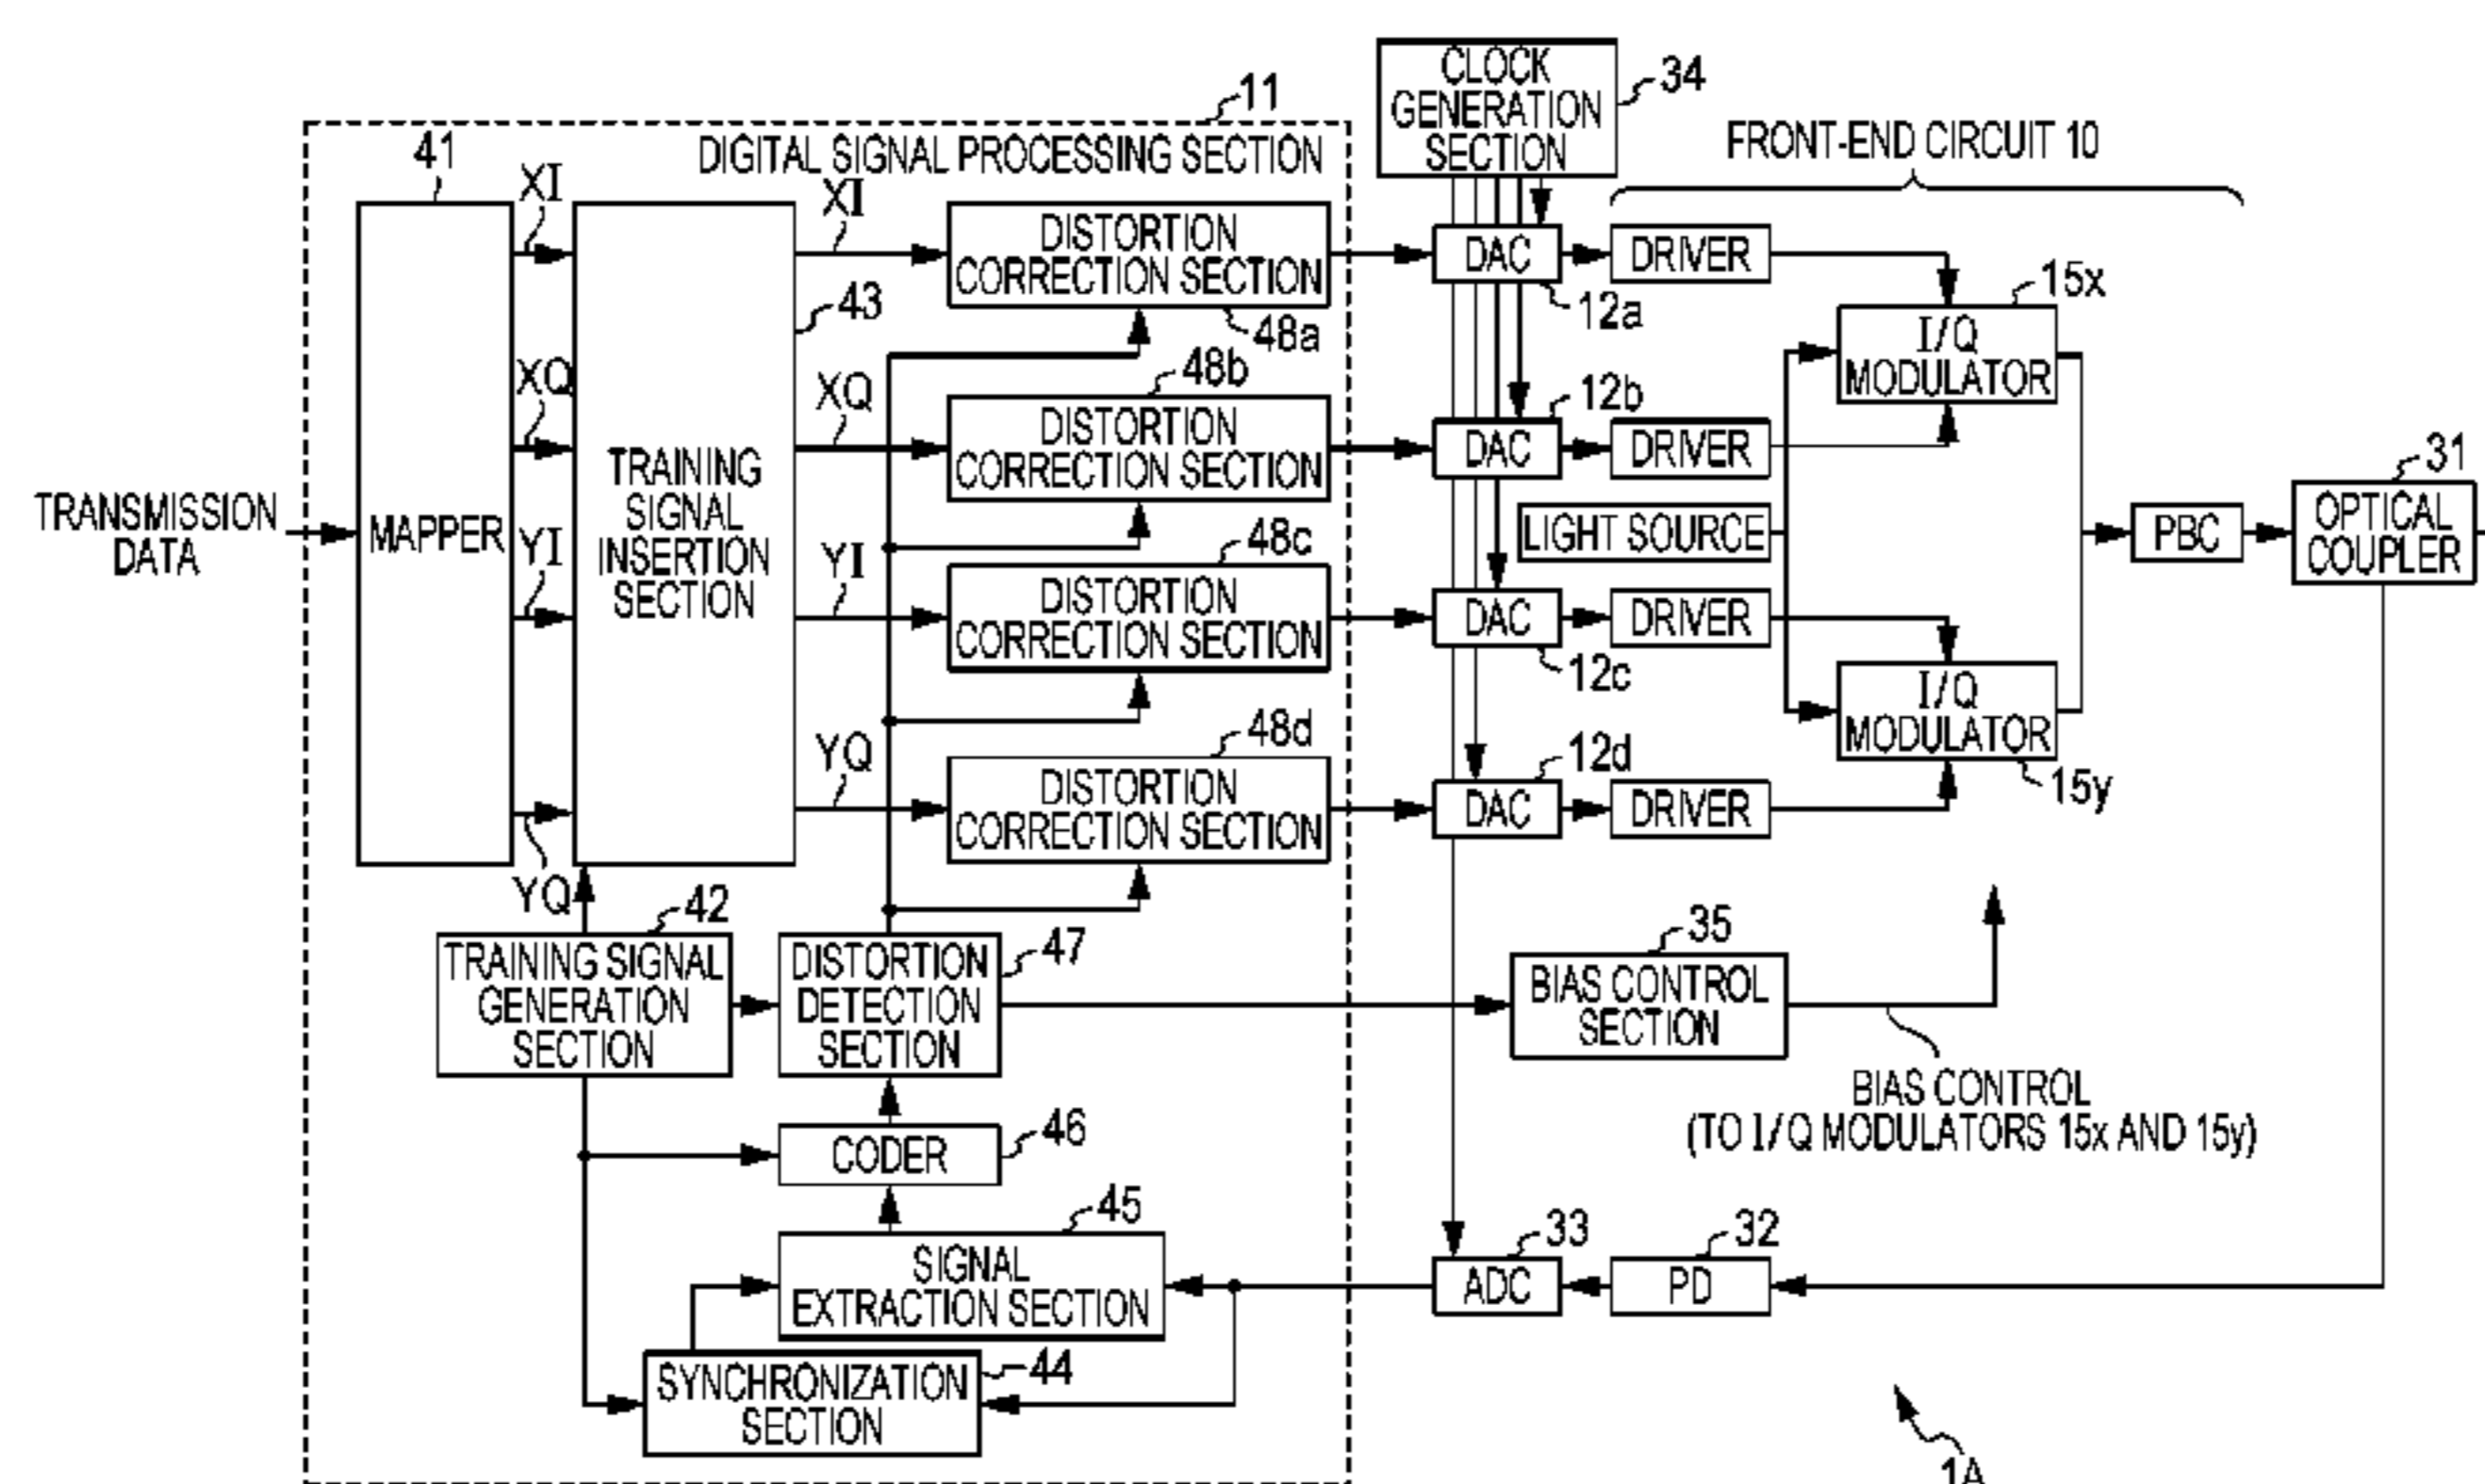 CLOCK
GENERATION
SECTION
34
11
DIGITAL SIGNAL PROCESSING SECTION
FRONT-END CIRCUIT 10
41
XI
XI
DISTORTION
CORRECTION SECTION
48a
DAC
12a
DRIVER
15x
I/Q
MODULATOR
43
XQ
XQ
48b
DISTORTION
CORRECTION SECTION
12b
DAC
DRIVER
31
OPTICAL
COUPLER
TRANSMISSION
DATA
MAPPER
TRAINING
SIGNAL
INSERTION
SECTION
LIGHT SOURCE
PBC
YI
YI
48c
DISTORTION
CORRECTION SECTION
DAC
12c
DRIVER
I/Q
MODULATOR
15y
YQ
YQ
48d
DISTORTION
CORRECTION SECTION
12d
DAC
DRIVER
42
TRAINING SIGNAL
GENERATION
SECTION
47
DISTORTION
DETECTION
SECTION
35
BIAS CONTROL
SECTION
BIAS CONTROL
(TO I/Q MODULATORS 15x AND 15y)
46
CODER
45
SIGNAL
EXTRACTION SECTION
33
ADC
32
PD
44
SYNCHRONIZATION
SECTION
1A